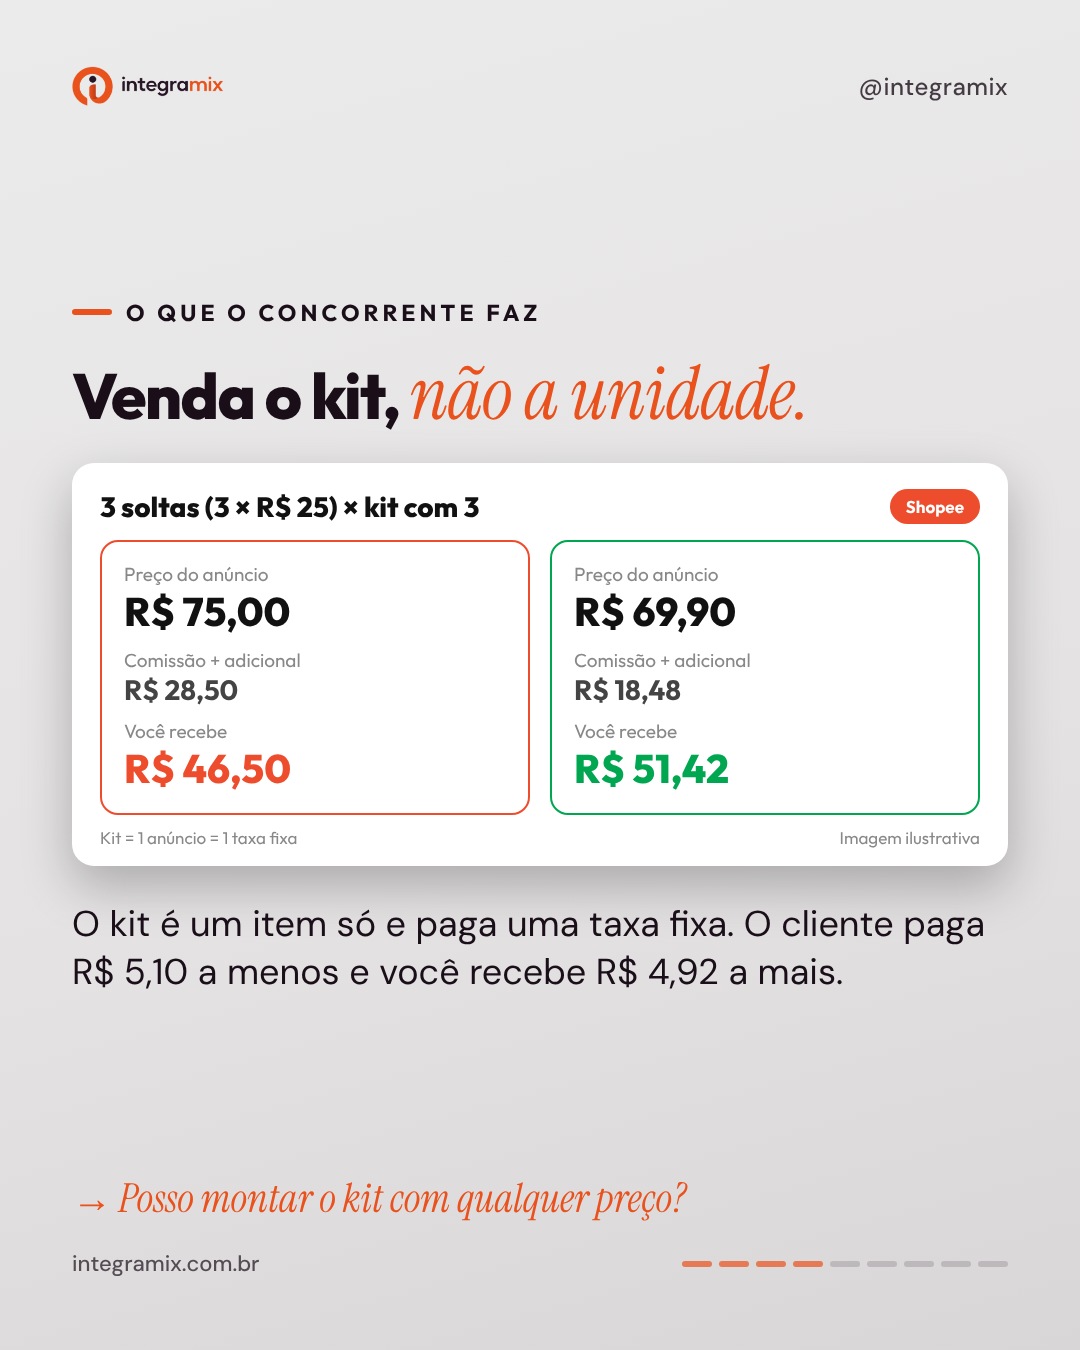 integramix
@integramix
O QUE O CONCORRENTE FAZ
Venda o kit, não a unidade.
3 soltas (3 × R$ 25) × kit com 3
Shopee
Preço do anúncio
R$ 75,00
Comissão + adicional
R$ 28,50
Você recebe
R$ 46,50
Preço do anúncio
R$ 69,90
Comissão + adicional
R$ 18,48
Você recebe
R$ 51,42
Kit = 1 anúncio = 1 taxa fixa
Imagem ilustrativa
O kit é um item só e paga uma taxa fixa. O cliente paga
R$ 5,10 a menos e você recebe R$ 4,92 a mais.
→ Posso montar o kit com qualquer preço?
integramix.com.br